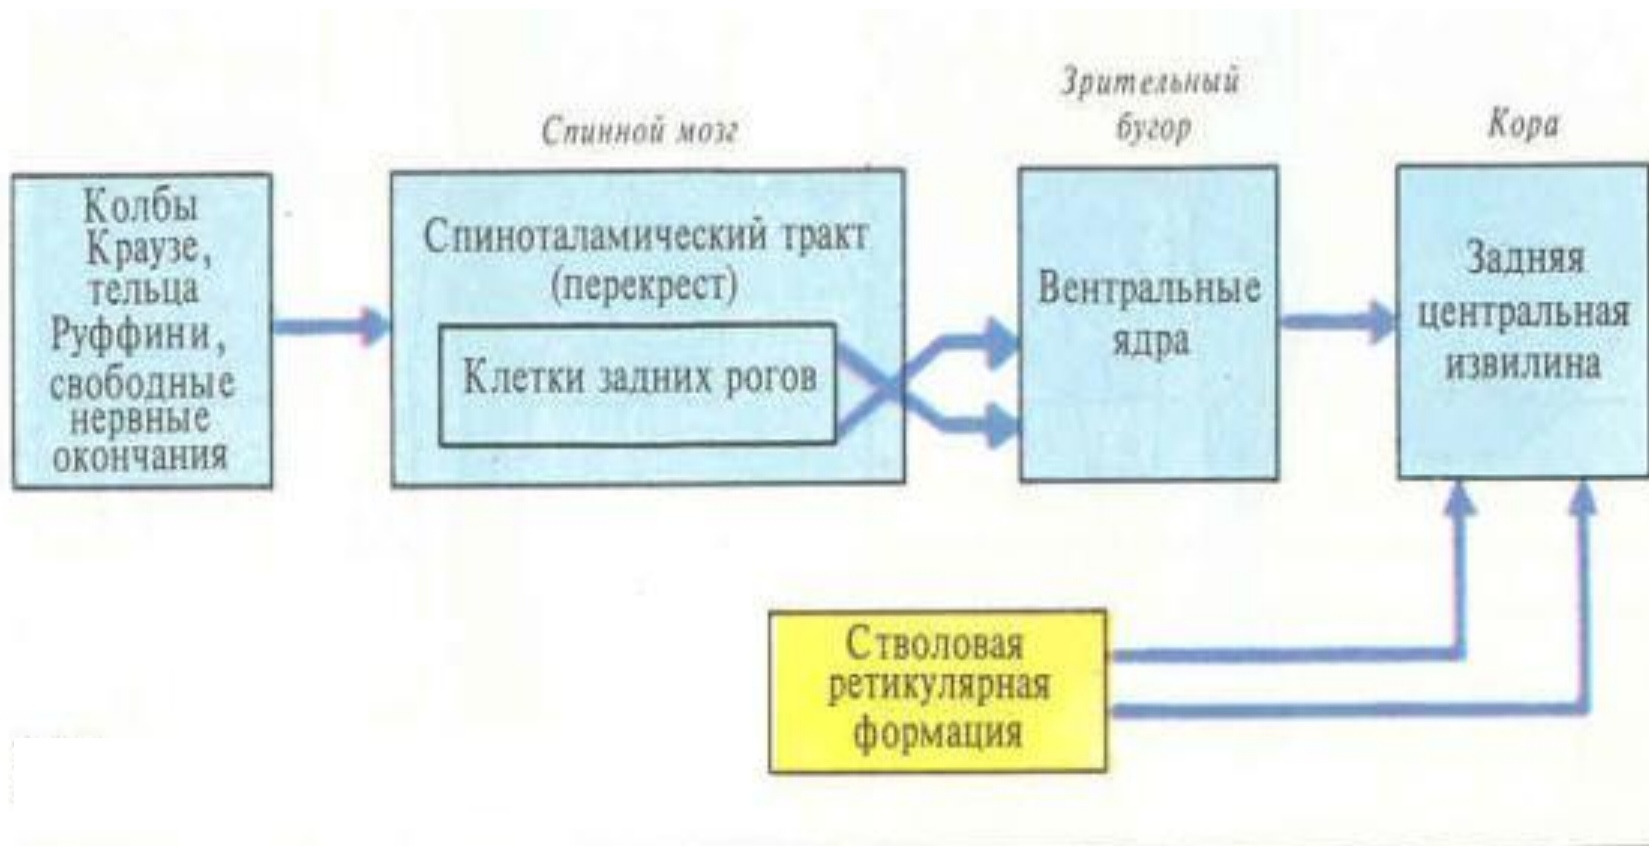 Спинной мозг
Зрительный
бугор
Кора
Колбы
Краузе,
тельца
Руффини,
свободные
нервные
окончания
Спиноталамический тракт
(перекрест)
Клетки задних рогов
Вентральные
ядра
Задняя
центральная
извилина
Стволовая
ретикулярная
формация